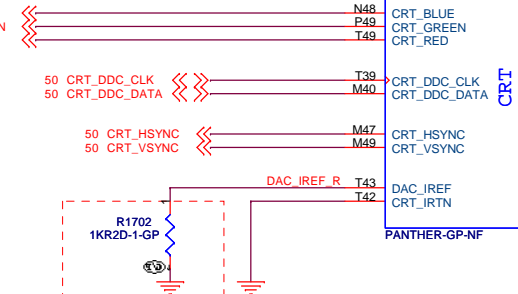 N48 CRT_BLUE
N P49 CRT_GREEN
T49 CRT_RED
50 CRT_DDC_CLK T39 CRT_DDC_CLK
50 CRT_DDC_DATA M40 CRT_DDC_DATA
CRT
50 CRT_HSYNC M47 CRT_HSYNC
50 CRT_VSYNC M49 CRT_VSYNC
DAC_IREF_R T43 DAC_IREF
T42 CRT_IRTN
1
R1702
1KR2D-1-GP
PANTHER-GP-NF